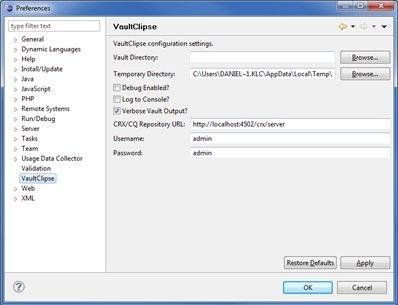 Preferences
type filter text
General
Dynamic Languages
Help
Install/Update
Java
JavaScript
PHP
Remote Systems
Run/Debug
Server
Tasks
Team
Usage Data Collector
Validation
VaultClipse
Web
XML
VaultClipse
VaultClipse configuration settings.
Vault Directory:
Browse...
Temporary Directory: C:\Users\DANIEL~1.KLC\AppData\Local\Temp\
Browse...
Debug Enabled?
Log to Console?
Verbose Vault Output?
CRX/CQ Repository URL: http://localhost:4502/crx/server
Username: admin
Password: admin
Restore Defaults Apply
? OK Cancel